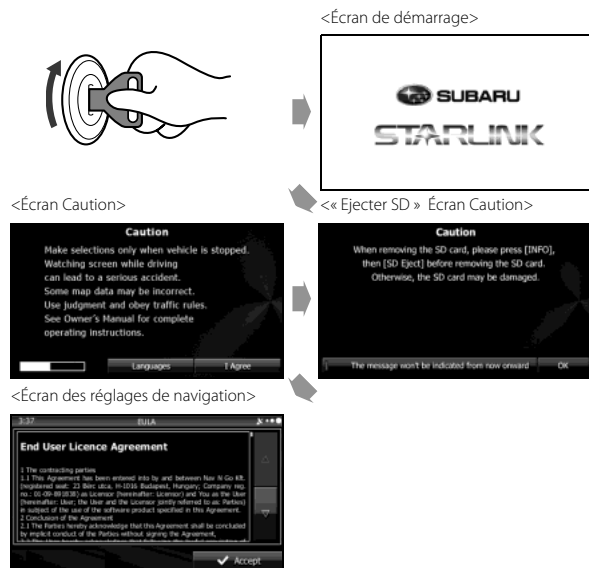 <Écran de démarrage>
SUBARU
STARLINK
<Écran Caution>
Caution
Make selections only when vehicle is stopped.
Watching screen while driving
can lead to a serious accident.
Some map data may be incorrect.
Use judgment and obey traffic rules.
See Owner's Manual for complete
operating instructions.
Languages
I Agree
<« Ejecter SD » Écran Caution>
Caution
When removing the SD card, please press [INFO],
then [SD Eject] before removing the SD card.
Otherwise, the SD card may be damaged.
The message won't be indicated from now onward
OK
<Écran des réglages de navigation>
3:37
EULA
End User Licence Agreement
1 The contracting parties
1.1 This Agreement has been entered into by and between Nav N Go Kft.
(registered seat: 23 Bérc utca, H-1016 Budapest, Hungary; Company reg.
no.: 01-09-891838) as Licensor (hereinafter: Licensor) and You as the User
(hereinafter: User; the User and the Licensor jointly referred to as: Parties)
in subject of the use of the software product specified in this Agreement.
2 Conclusion of the Agreement
2.1 The Parties hereby acknowledge that this Agreement shall be concluded
by implicit conduct of the Parties without signing the Agreement,
Accept